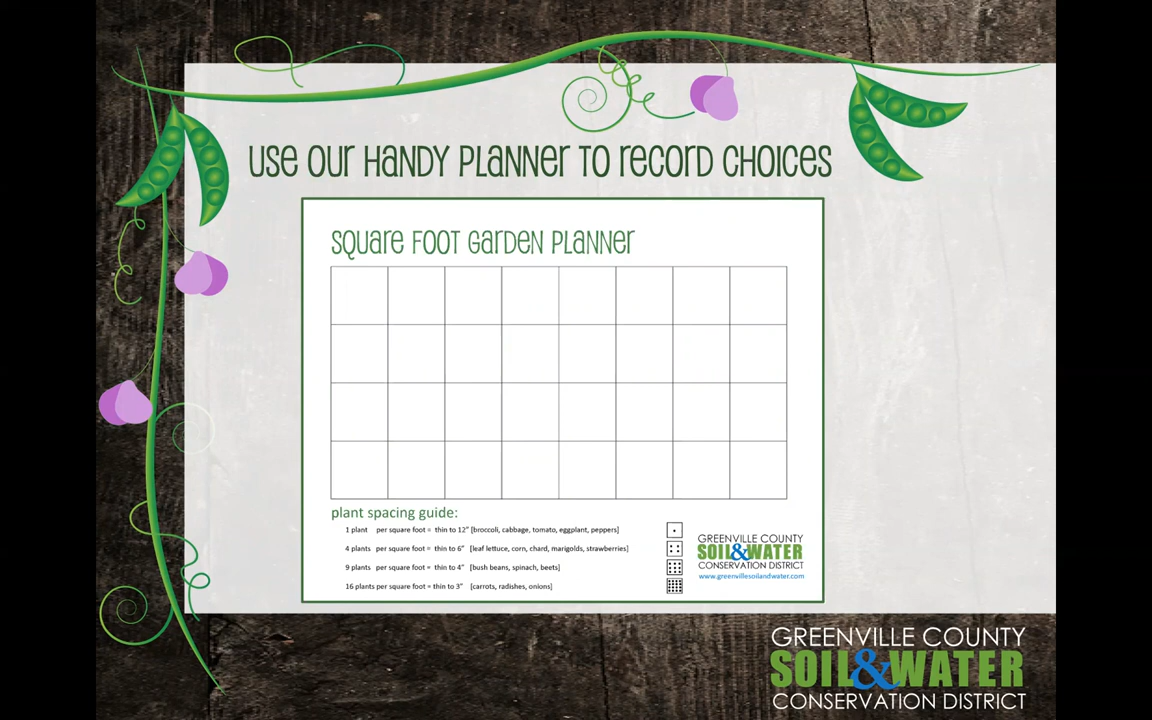 USE OUR HANDY PLANNER TO RECORD CHOICES
SQUARE FOOT GARDEN PLANNER
plant spacing guide:
1 plant per square foot = thin to 12" [broccoli, cabbage, tomato, eggplant, peppers]
4 plants per square foot = thin to 6" [leaf lettuce, corn, chard, marigolds, strawberries]
9 plants per square foot = thin to 4" [bush beans, spinach, beets]
16 plants per square foot = thin to 3" [carrots, radishes, onions]
GREENVILLE COUNTY
SOIL&WATER
CONSERVATION DISTRICT
www.greenvillesoilandwater.com
GREENVILLE COUNTY
SOIL&WATER
CONSERVATION DISTRICT